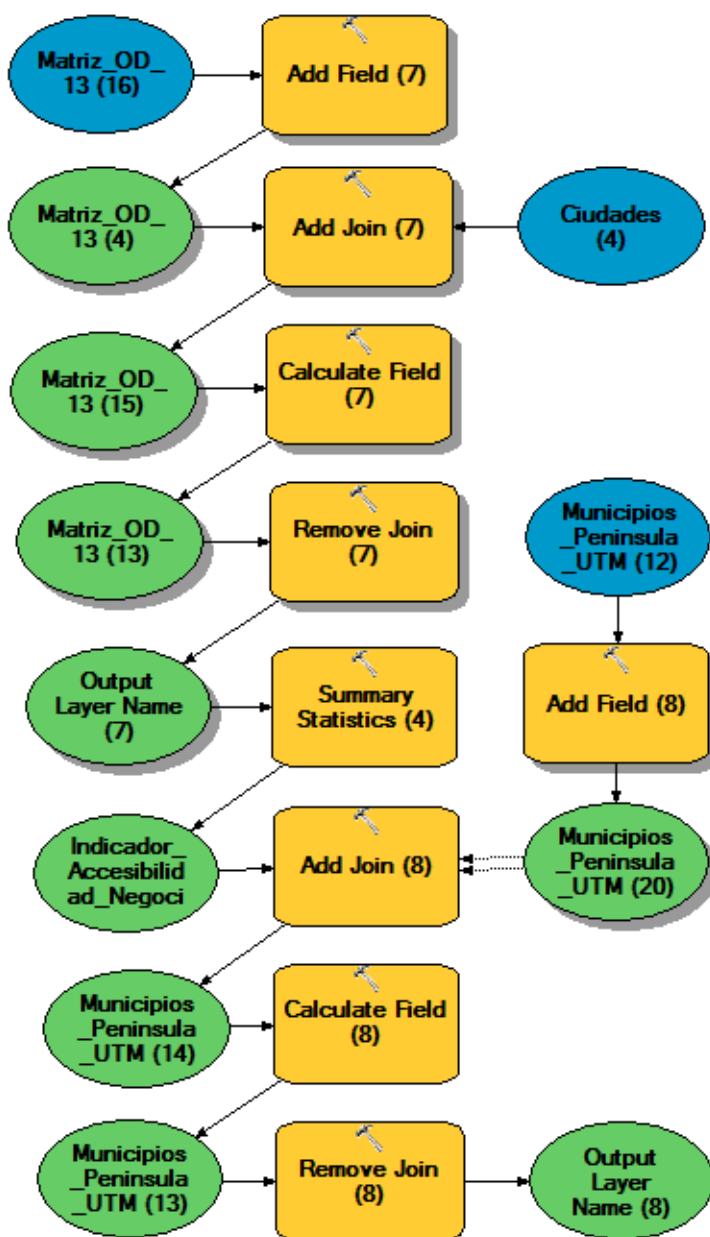 Matriz_OD_
13 (16)
Add Field (7)
Matriz_OD_
13 (4)
Add Join (7)
Ciudades
(4)
Matriz_OD_
13 (15)
Calculate Field
(7)
Matriz_OD_
13 (13)
Remove Join
(7)
Municipios
_Peninsula
_UTM (12)
Output
Layer Name
(7)
Summary
Statistics (4)
Add Field (8)
Indicador_
Accesibilid
ad_Negoci
Add Join (8)
Municipios
_Peninsula
_UTM (20)
Municipios
_Peninsula
_UTM (14)
Calculate Field
(8)
Municipios
_Peninsula
_UTM (13)
Remove Join
(8)
Output
Layer
Name (8)